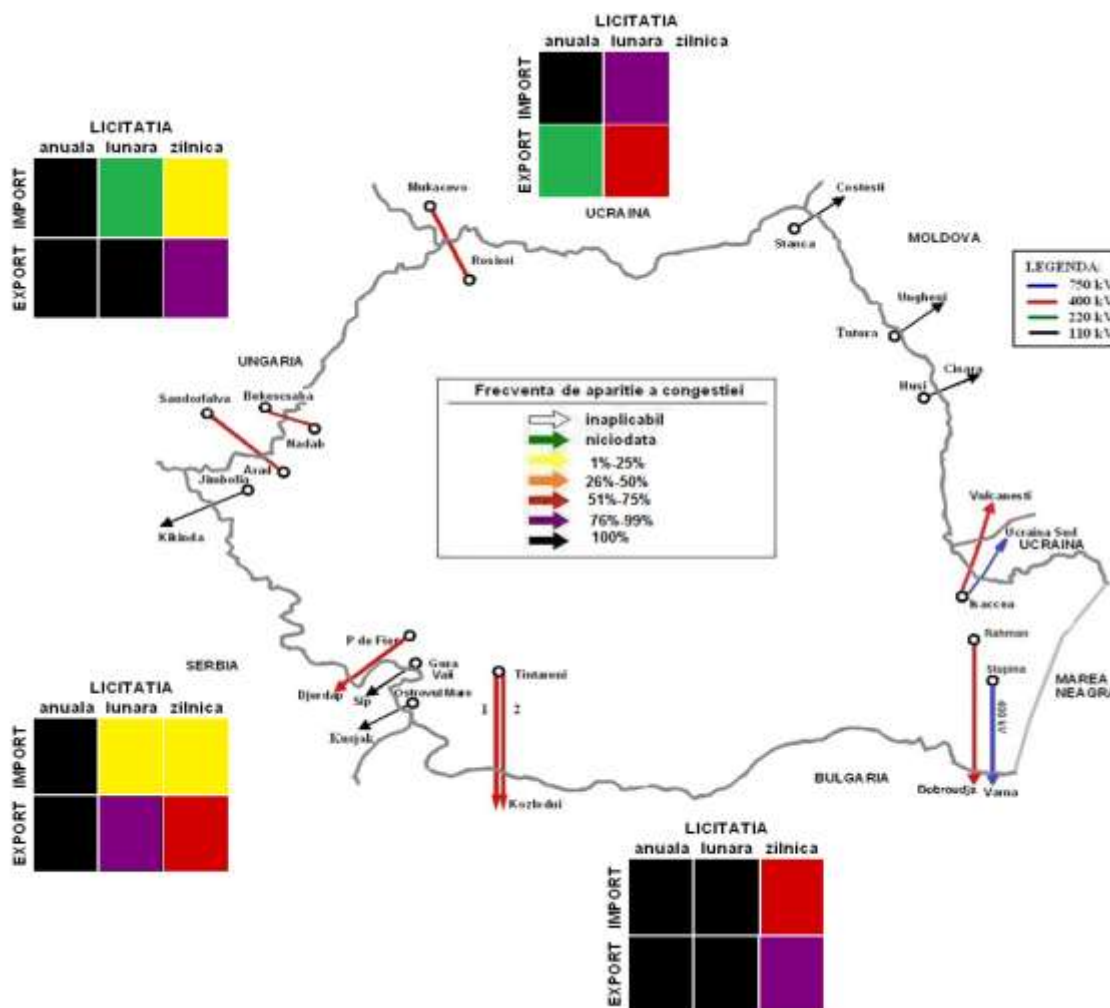 LICITATIA
anuala lunara zilnica
IMPORT
EXPORT
UCRAINA
LICITATIA
anuala lunara zilnica
IMPORT
EXPORT
Mukacevo
Rosiori
Costesti
Stanca
MOLDOVA
LEGENDA:
750 kV
400 kV
220 kV
110 kV
Ungheni
Tutora
Cioara
Husi
UNGARIA
Bekescsaba
Sandorfalva
Nadab
Arad
Jimbolia
Kikinda
Frecventa de aparitie a congestiei
inaplicabil
niciodata
1%-25%
26%-50%
51%-75%
76%-99%
100%
Vulcanesti
Ucraina Sud
UCRAINA
Isaccea
Rahman
Stupina
400 kV
MAREA
NEAGRA
P de Fier
Gura
Vaii
SERBIA
Djerdap
Sip
Ostrovul Mare
Kusjak
Tintareni
1 2
Kozlodui
BULGARIA
Dobroudja Varna
LICITATIA
anuala lunara zilnica
IMPORT
EXPORT
LICITATIA
anuala lunara zilnica
IMPORT
EXPORT